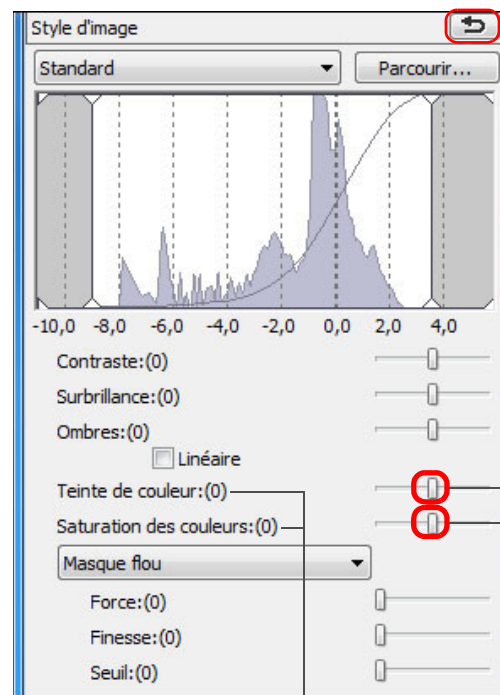 Style d'image
Standard
Parcourir...
-10,0 -8,0 -6,0 -4,0 -2,0 0,0 2,0 4,0
Contraste:(0)
Surbrillance:(0)
Ombres:(0)
Linéaire
Teinte de couleur:(0)
Saturation des couleurs:(0)
Masque flou
Force:(0)
Finesse:(0)
Seuil:(0)